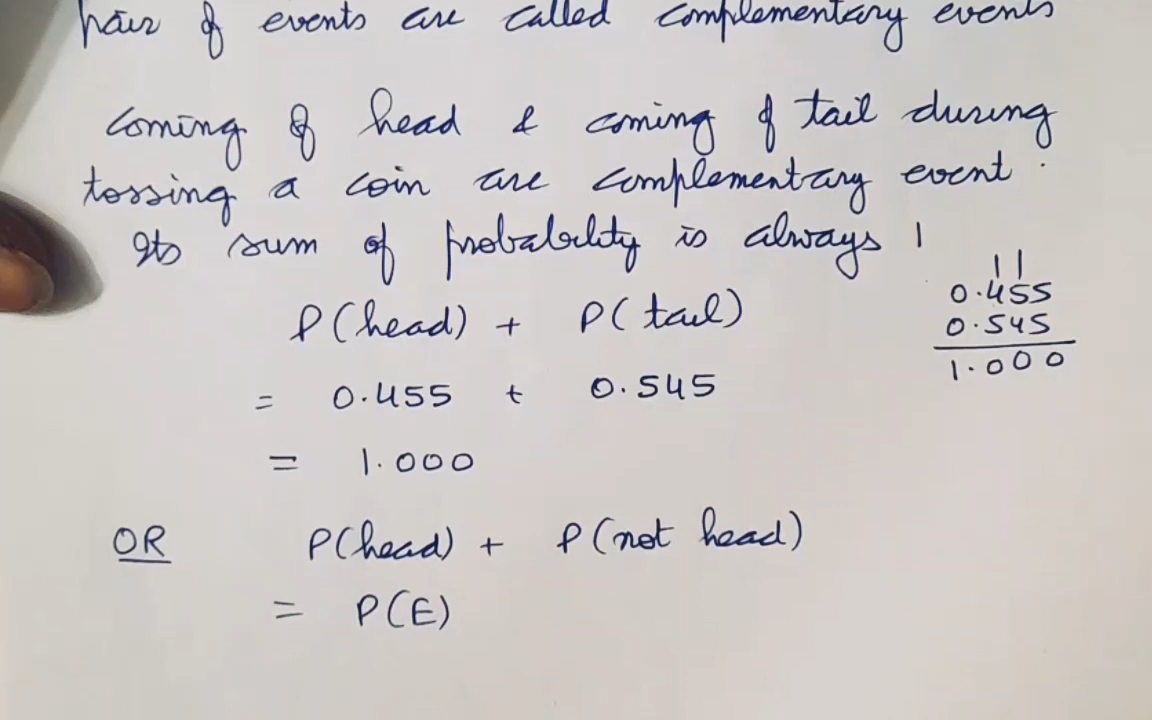 pair of events are called complementary events
coming of head & coming of tail during
tossing a coin are complementary event.
Its sum of probability is always 1
11
0.455
0.545
1.000
P(head) + P(tail)
= 0.455 + 0.545
= 1.000
OR P(head) + P(not head)
= P(E)